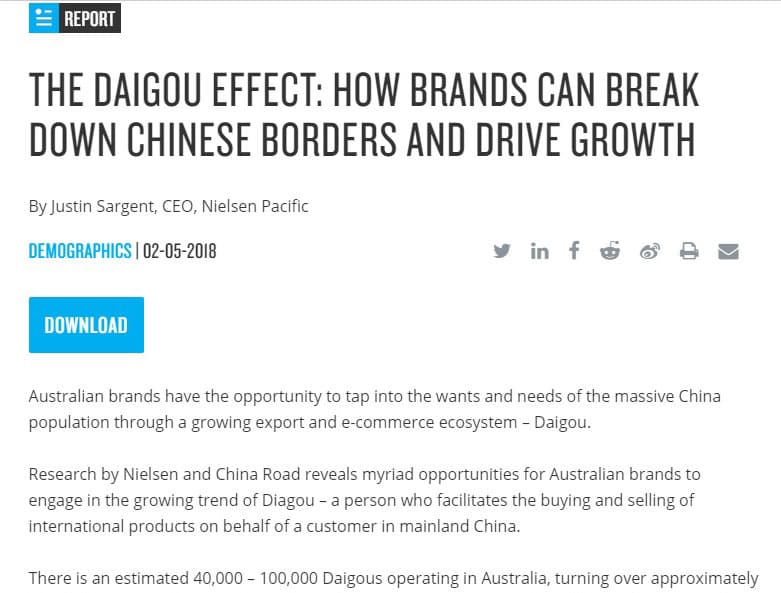 REPORT
THE DAIGOU EFFECT: HOW BRANDS CAN BREAK
DOWN CHINESE BORDERS AND DRIVE GROWTH
By Justin Sargent, CEO, Nielsen Pacific
DEMOGRAPHICS | 02-05-2018
DOWNLOAD
Australian brands have the opportunity to tap into the wants and needs of the massive China
population through a growing export and e-commerce ecosystem – Daigou.
Research by Nielsen and China Road reveals myriad opportunities for Australian brands to
engage in the growing trend of Diagou – a person who facilitates the buying and selling of
international products on behalf of a customer in mainland China.
There is an estimated 40,000 – 100,000 Daigous operating in Australia, turning over approximately